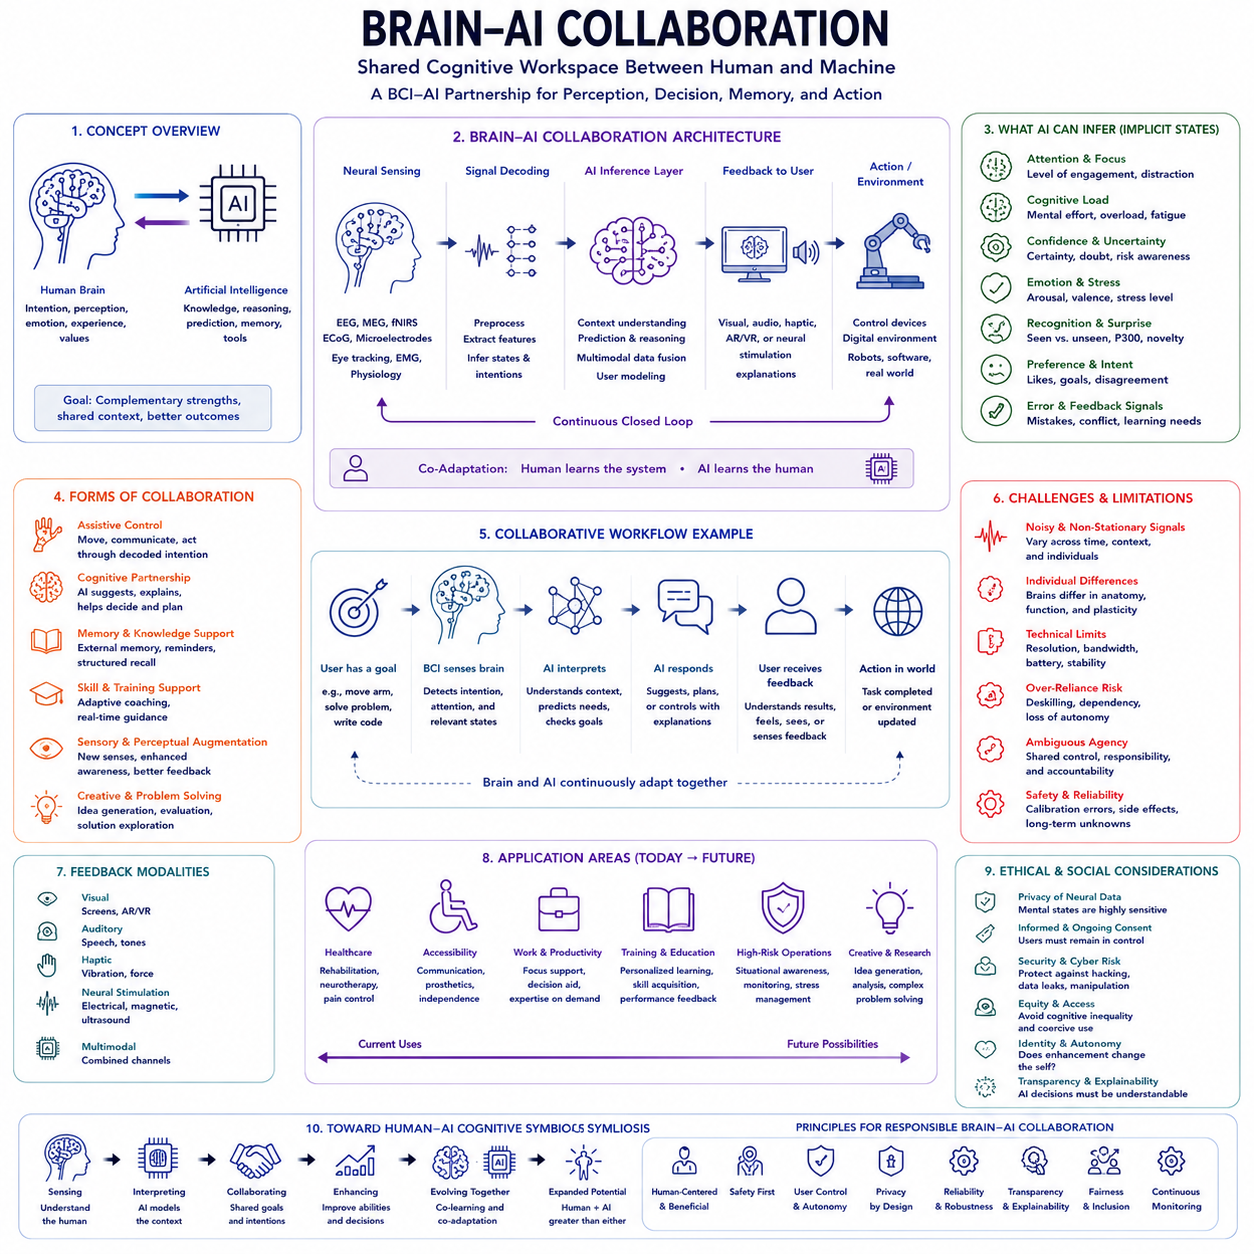 BRAIN–AI COLLABORATION
Shared Cognitive Workspace Between Human and Machine
A BCI–AI Partnership for Perception, Decision, Memory, and Action
1. CONCEPT OVERVIEW
AI
Human Brain
Intention, perception,
emotion, experience,
values
Artificial Intelligence
Knowledge, reasoning,
prediction, memory,
tools
Goal: Complementary strengths,
shared context, better outcomes
2. BRAIN–AI COLLABORATION ARCHITECTURE
Neural Sensing
EEG, MEG, fNIRS
ECoG, Microelectrodes
Eye tracking, EMG,
Physiology
Signal Decoding
Preprocess
Extract features
Infer states &
intentions
AI Inference Layer
Context understanding
Prediction & reasoning
Multimodal data fusion
User modeling
Feedback to User
Visual, audio, haptic,
AR/VR, or neural
stimulation
explanations
Action /
Environment
Control devices
Digital environment
Robots, software,
real world
Continuous Closed Loop
Co-Adaptation: Human learns the system • AI learns the human
AI
3. WHAT AI CAN INFER (IMPLICIT STATES)
Attention & Focus
Level of engagement, distraction
Cognitive Load
Mental effort, overload, fatigue
Confidence & Uncertainty
Certainty, doubt, risk awareness
Emotion & Stress
Arousal, valence, stress level
Recognition & Surprise
Seen vs. unseen, P300, novelty
Preference & Intent
Likes, goals, disagreement
Error & Feedback Signals
Mistakes, conflict, learning needs
4. FORMS OF COLLABORATION
Assistive Control
Move, communicate, act
through decoded intention
Cognitive Partnership
AI suggests, explains,
helps decide and plan
Memory & Knowledge Support
External memory, reminders,
structured recall
Skill & Training Support
Adaptive coaching,
real-time guidance
Sensory & Perceptual Augmentation
New senses, enhanced
awareness, better feedback
Creative & Problem Solving
Idea generation, evaluation,
solution exploration
5. COLLABORATIVE WORKFLOW EXAMPLE
User has a goal
e.g., move arm,
solve problem,
write code
BCI senses brain
Detects intention,
attention, and
relevant states
AI interprets
Understands context,
predicts needs,
checks goals
AI responds
Suggests, plans,
or controls with
explanations
User receives
feedback
Understands results,
feels, sees, or
senses feedback
Action in world
Task completed
or environment
updated
Brain and AI continuously adapt together
6. CHALLENGES & LIMITATIONS
Noisy & Non-Stationary Signals
Vary across time, context,
and individuals
Individual Differences
Brains differ in anatomy,
function, and plasticity
Technical Limits
Resolution, bandwidth,
battery, stability
Over-Reliance Risk
Deskilling, dependency,
loss of autonomy
Ambiguous Agency
Shared control, responsibility,
and accountability
Safety & Reliability
Calibration errors, side effects,
long-term unknowns
7. FEEDBACK MODALITIES
Visual
Screens, AR/VR
Auditory
Speech, tones
Haptic
Vibration, force
Neural Stimulation
Electrical, magnetic,
ultrasound
Multimodal
Combined channels
8. APPLICATION AREAS (TODAY → FUTURE)
Healthcare
Rehabilitation,
neurotherapy,
pain control
Accessibility
Communication,
prosthetics,
independence
Work & Productivity
Focus support,
decision aid,
expertise on demand
Training & Education
Personalized learning,
skill acquisition,
performance feedback
High-Risk Operations
Situational awareness,
monitoring, stress
management
Creative & Research
Idea generation,
analysis, complex
problem solving
Current Uses
Future Possibilities
9. ETHICAL & SOCIAL CONSIDERATIONS
Privacy of Neural Data
Mental states are highly sensitive
Informed & Ongoing Consent
Users must remain in control
Security & Cyber Risk
Protect against hacking,
data leaks, manipulation
Equity & Access
Avoid cognitive inequality
and coercive use
Identity & Autonomy
Does enhancement change
the self?
Transparency & Explainability
AI decisions must be understandable
10. TOWARD HUMAN–AI COGNITIVE SYMBIOCS SYMLIOSIS
Sensing
Understand
the human
Interpreting
AI models
the context
Collaborating
Shared goals
and intentions
Enhancing
Improve abilities
and decisions
AI
Evolving Together
Co-learning and
co-adaptation
Expanded Potential
Human + AI
greater than either
PRINCIPLES FOR RESPONSIBLE BRAIN–AI COLLABORATION
Human-Centered
& Beneficial
Safety First
User Control
& Autonomy
Privacy
by Design
Reliability
& Robustness
Transparency
& Explainability
Fairness
& Inclusion
Continuous
Monitoring